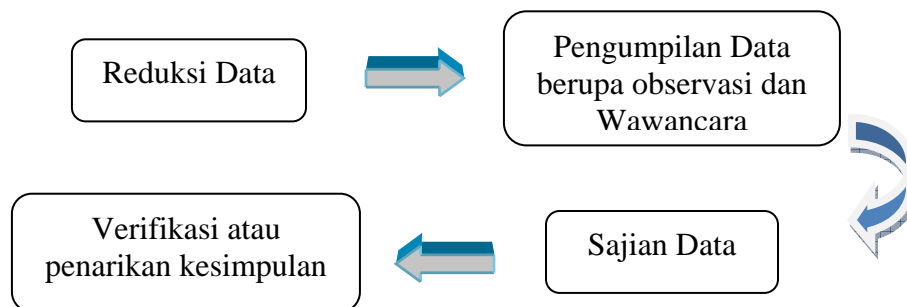 Reduksi Data
Pengumpilan Data
berupa observasi dan
Wawancara
Verifikasi atau
penarikan kesimpulan
Sajian Data